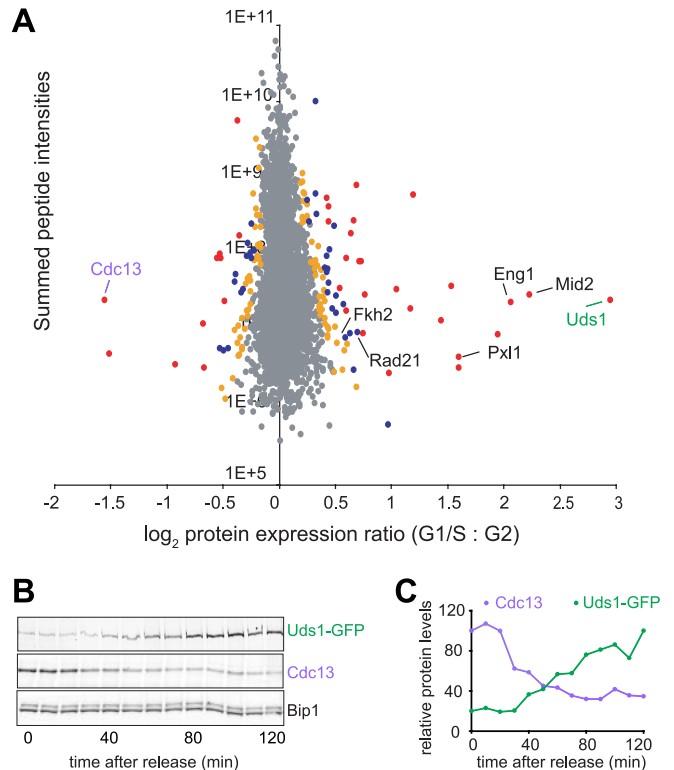 A
1E+11
1E+10
1E+9
Summed peptide intensities
Cdc13
Eng1
Mid2
Uds1
Fkh2
Rad21
Pxl1
1E+5
-2 -1.5 -1 -0.5 0 0.5 1 1.5 2 2.5 3
log2 protein expression ratio (G1/S : G2)
B
Uds1-GFP
Cdc13
Bip1
0 40 80 120
time after release (min)
C
Cdc13 Uds1-GFP
120
80
40
0
relative protein levels
0 40 80 120
time after release (min)